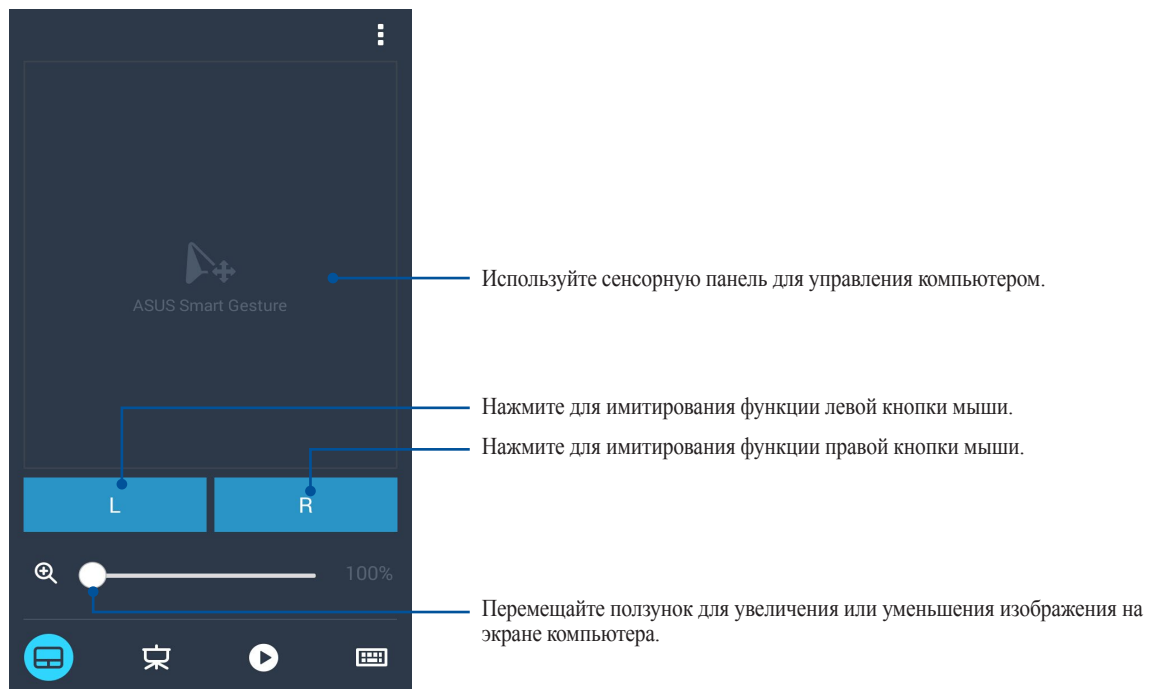 Используйте сенсорную панель для управления компьютером.
ASUS Smart Gesture
Нажмите для имитирования функции левой кнопки мыши.
Нажмите для имитирования функции правой кнопки мыши.
L
R
100%
Перемещайте ползунок для увеличения или уменьшения изображения на
экране компьютера.